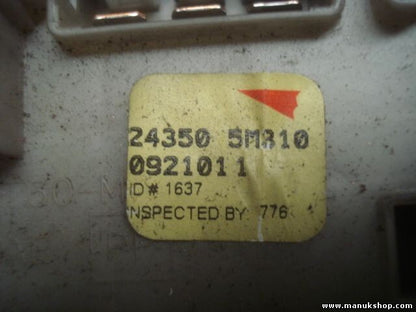 24350 5M310
0921011
ID# 1637
INSPECTED BY: 776
www.manukshop.com